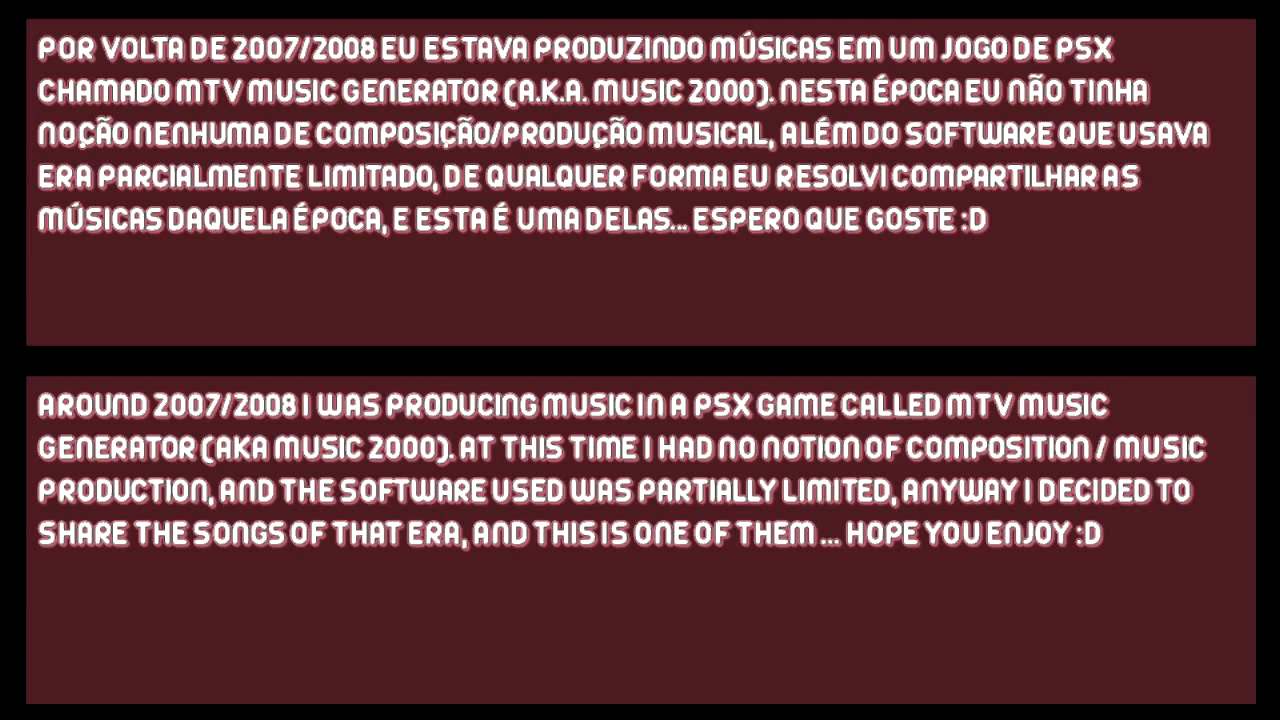 POR VOLTA DE 2007/2008 EU ESTAVA PRODUZINDO MÚSICAS EM UM JOGO DE PSX
CHAMADO MTV MUSIC GENERATOR (A.K.A. MUSIC 2000). NESTA ÉPOCA EU NÃO TINHA
NOÇÃO NENHUMA DE COMPOSIÇÃO/PRODUÇÃO MUSICAL, ALÉM DO SOFTWARE QUE USAVA
ERA PARCIALMENTE LIMITADO, DE QUALQUER FORMA EU RESOLVI COMPARTILHAR AS
MÚSICAS DAQUELA ÉPOCA, E ESTA É UMA DELAS... ESPERO QUE GOSTE :D
AROUND 2007/2008 I WAS PRODUCING MUSIC IN A PSX GAME CALLED MTV MUSIC
GENERATOR (AKA MUSIC 2000). AT THIS TIME I HAD NO NOTION OF COMPOSITION / MUSIC
PRODUCTION, AND THE SOFTWARE USED WAS PARTIALLY LIMITED, ANYWAY I DECIDED TO
SHARE THE SONGS OF THAT ERA, AND THIS IS ONE OF THEM ... HOPE YOU ENJOY :D